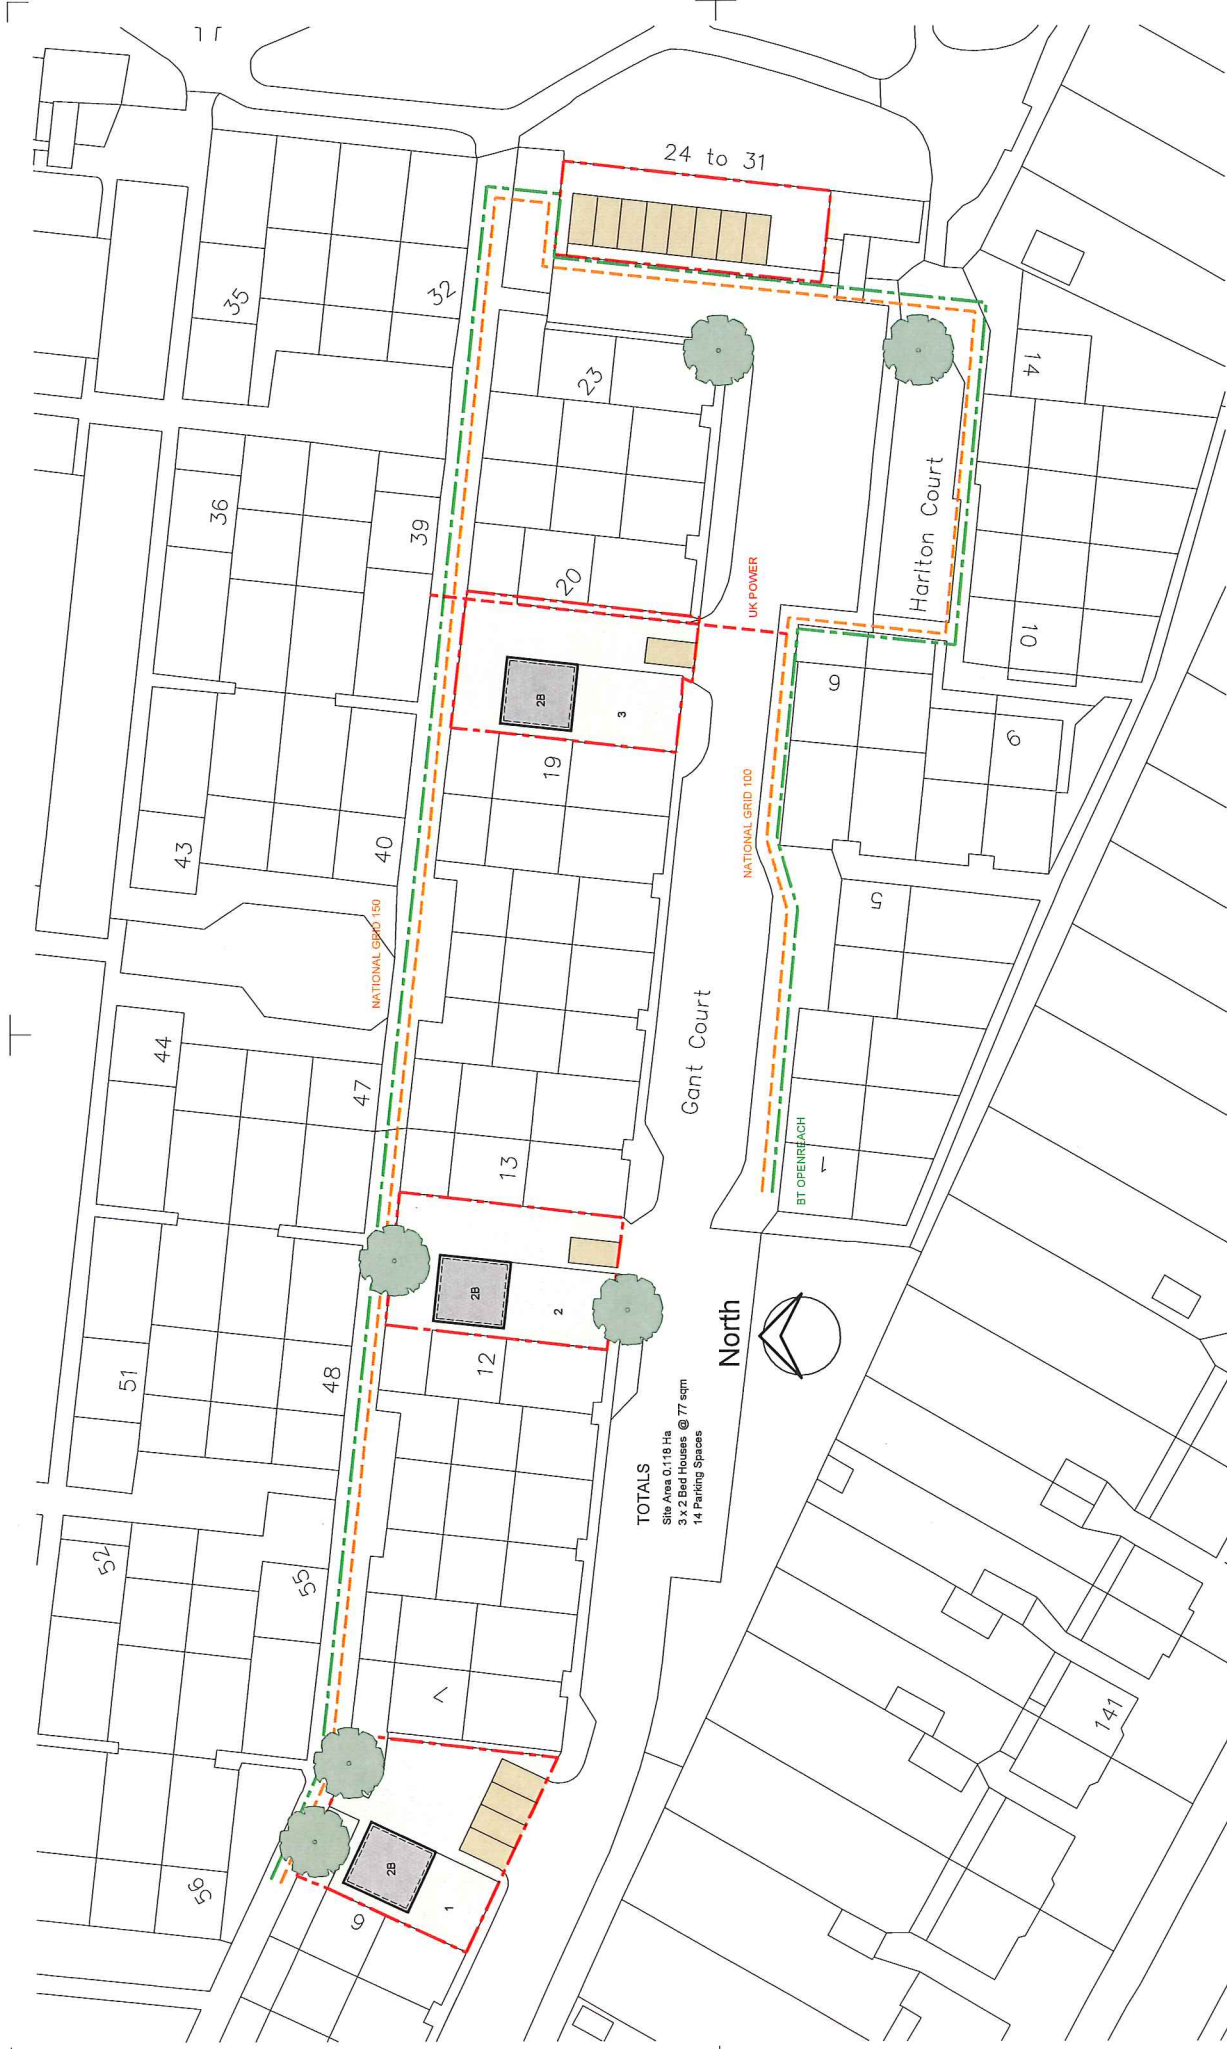 24 to 31
35
32
23
14
36
39
Harlton Court
20
UK POWER
10
2B
3
6
9
19
NATIONAL GRID 100
43
40
5
NATIONAL GRID 150
44
47
Gant Court
13
BT OPENREACH
1
2B
2
North
12
51
48
TOTALS
Site Area 0.118 Ha
3 x 2 Bed Houses @ 77 sqm
14 Parking Spaces
52
55
7
141
2B
1
56
6